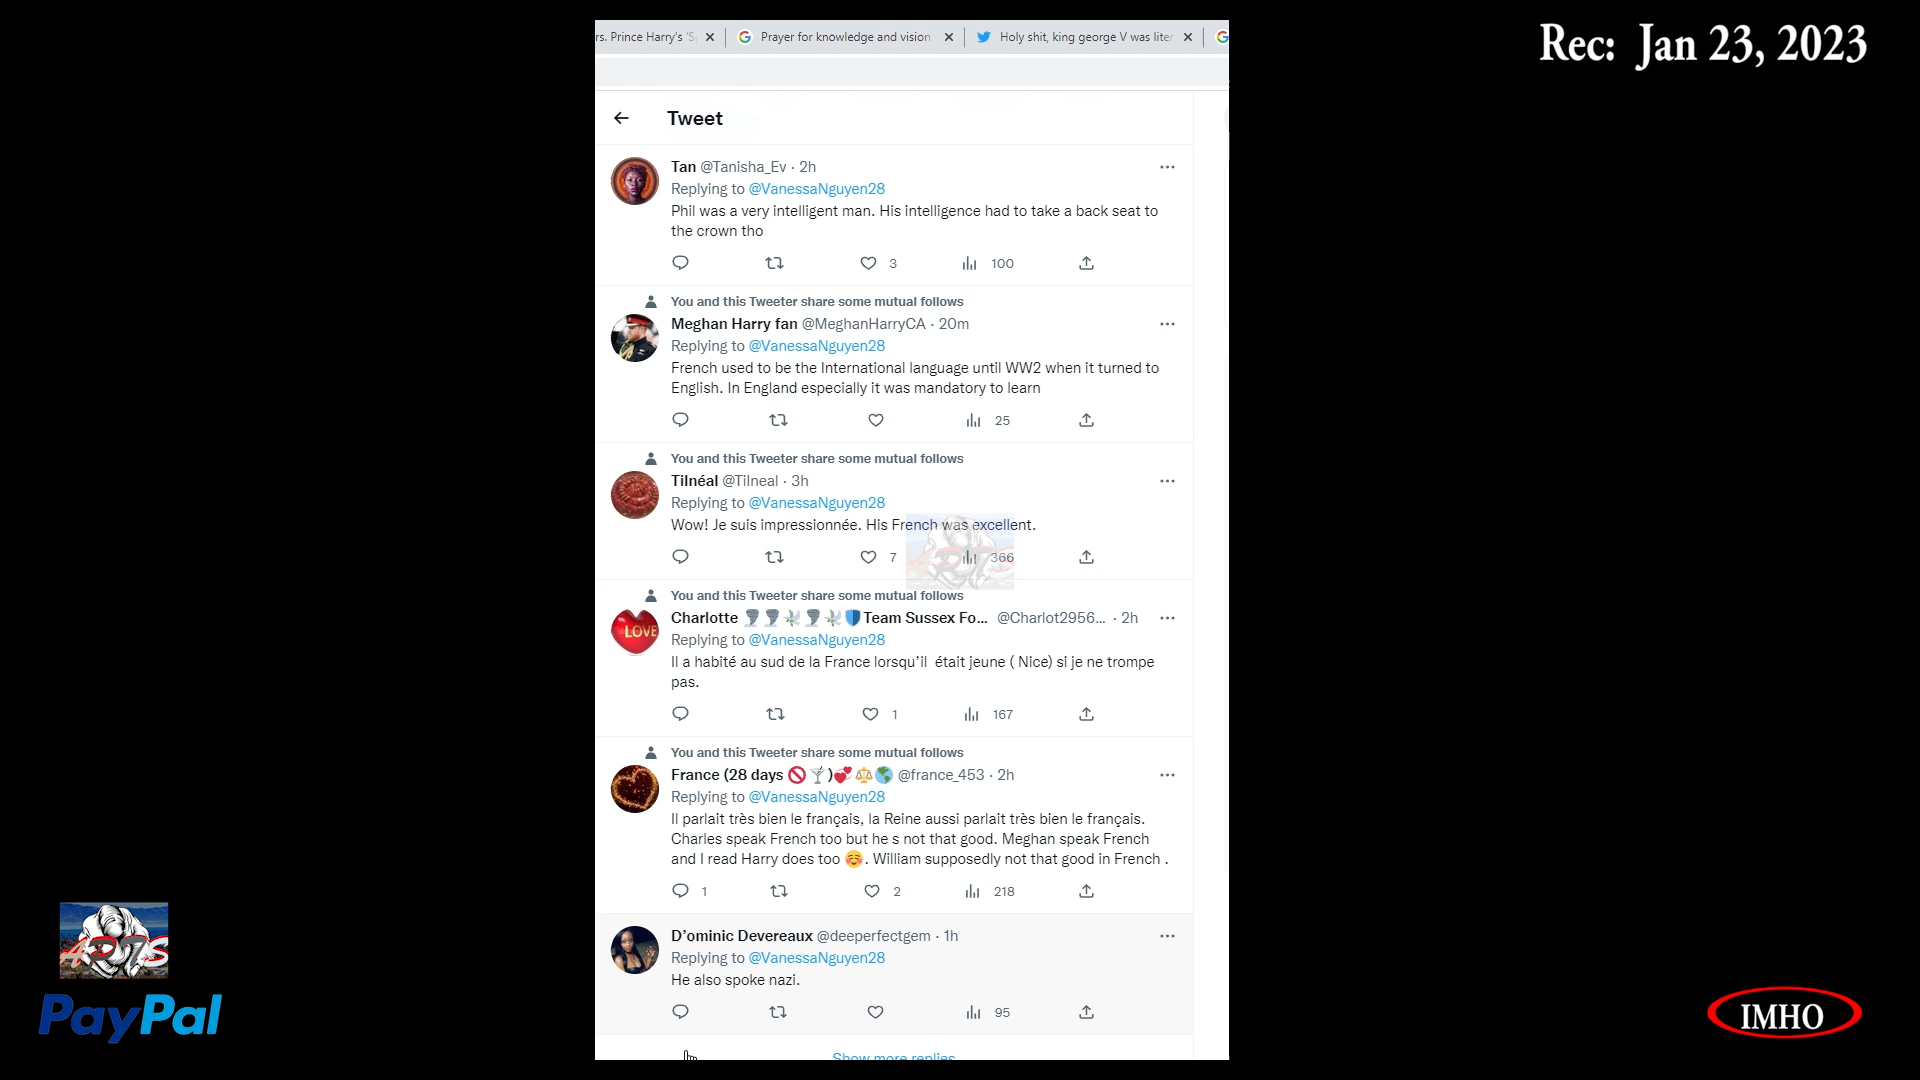 Rec: Jan 23, 2023
rs. Prince Harry's 'S
Prayer for knowledge and vision
Holy shit, king george V was liter
Tweet
Tan @Tanisha_Ev · 2h
Replying to @VanessaNguyen28
Phil was a very intelligent man. His intelligence had to take a back seat to
the crown tho
3
100
You and this Tweeter share some mutual follows
Meghan Harry fan @MeghanHarryCA · 20m
Replying to @VanessaNguyen28
French used to be the International language until WW2 when it turned to
English. In England especially it was mandatory to learn
25
You and this Tweeter share some mutual follows
Tilnéal @Tilneal · 3h
Replying to @VanessaNguyen28
Wow! Je suis impressionnée. His French was excellent.
7
366
You and this Tweeter share some mutual follows
Charlotte 🌪🌪🕊🌪🕊🛡Team Sussex Fo... @Charlot2956... · 2h
Replying to @VanessaNguyen28
Il a habité au sud de la France lorsqu'il était jeune ( Nice) si je ne trompe
pas.
1
167
You and this Tweeter share some mutual follows
France (28 days 🚫🍸)💞⚖️🌎 @france_453 · 2h
Replying to @VanessaNguyen28
Il parlait très bien le français, la Reine aussi parlait très bien le français.
Charles speak French too but he s not that good. Meghan speak French
and I read Harry does too ☺️. William supposedly not that good in French .
1
2
218
D'ominic Devereaux @deeperfectgem · 1h
Replying to @VanessaNguyen28
He also spoke nazi.
95
Show more replies
PayPal
IMHO